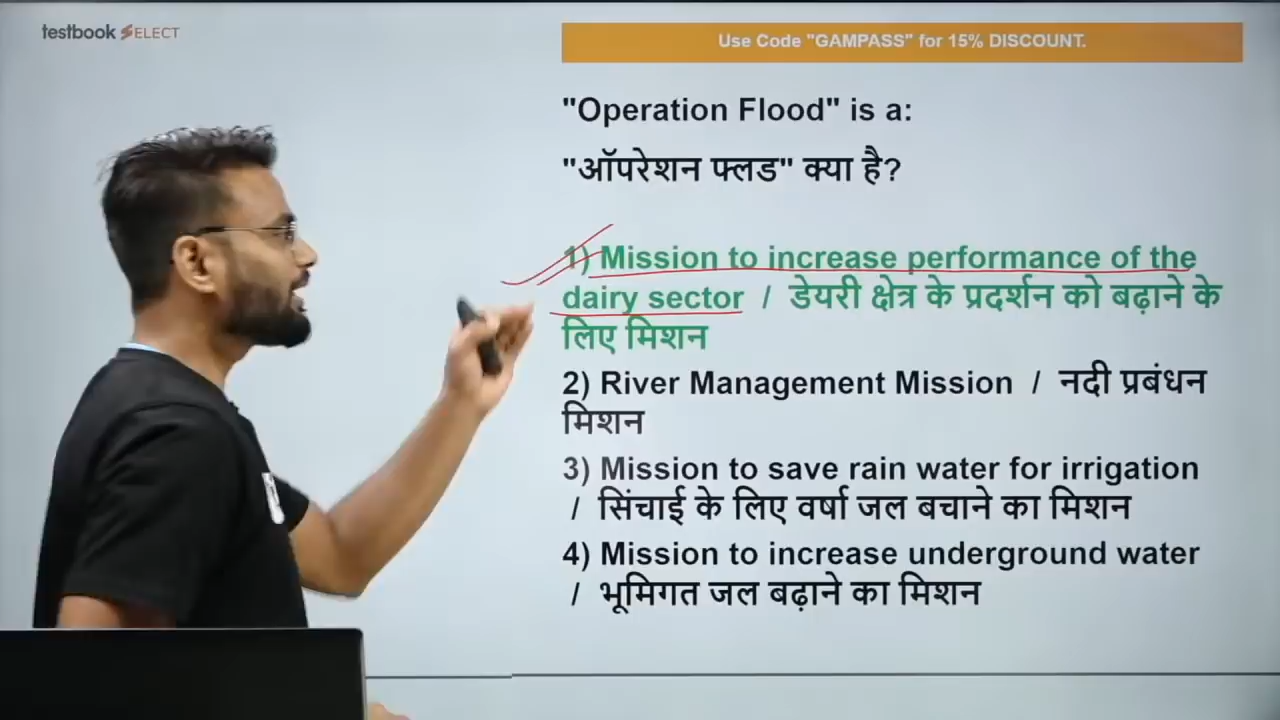 testbook SELECT
Use Code "GAMPASS" for 15% DISCOUNT.
"Operation Flood" is a:
"ऑपरेशन फ्लड" क्या है?
1) Mission to increase performance of the
dairy sector / डेयरी क्षेत्र के प्रदर्शन को बढ़ाने के
लिए मिशन
2) River Management Mission / नदी प्रबंधन
मिशन
3) Mission to save rain water for irrigation
/ सिंचाई के लिए वर्षा जल बचाने का मिशन
4) Mission to increase underground water
/ भूमिगत जल बढ़ाने का मिशन